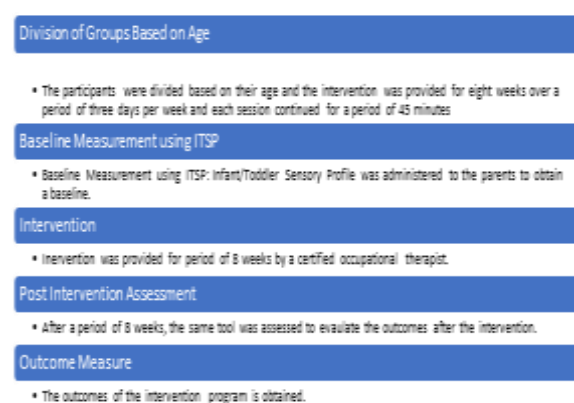 Division of Groups Based on Age
• The participants were divided based on their age and the intervention was provided for eight weeks over a
period of three days per week and each session continued for a period of 45 minutes
Baseline Measurement using ITSP
• Baseline Measurement using ITSP: Infant/Toddler Sensory Profile was administered to the parents to obtain
a baseline.
Intervention
• Inervention was provided for period of 8 weeks by a certified occupational therapist.
Post Intervention Assessment
• After a period of 8 weeks, the same tool was assessed to evaulate the outcomes after the intervention.
Outcome Measure
• The outcomes of the intervention program is obtained.